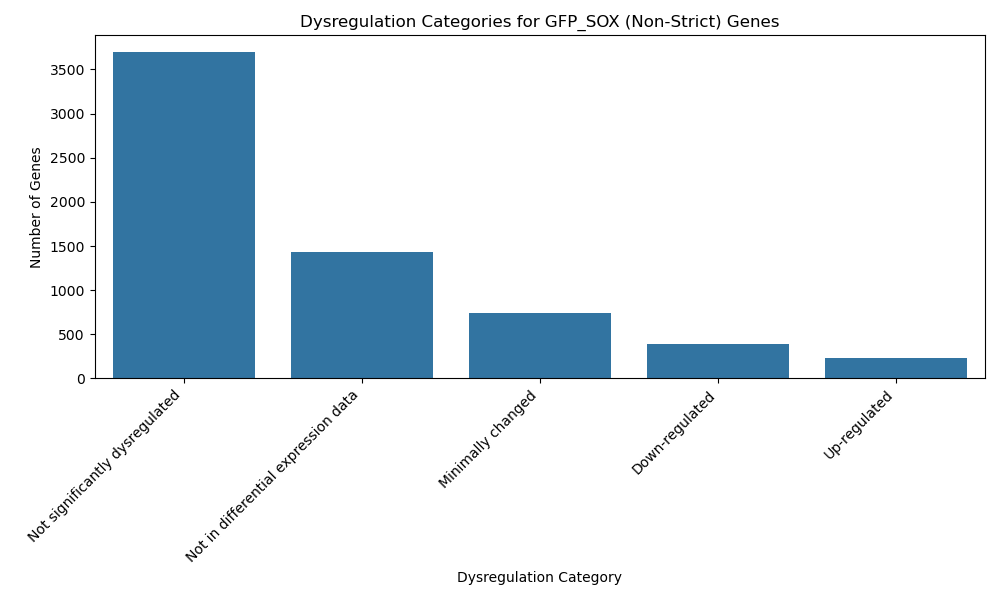 Dysregulation Categories for GFP_SOX (Non-Strict) Genes
Number of Genes
3500
3000
2500
2000
1500
1000
500
0
Not significantly dysregulated
Not in differential expression data
Minimally changed
Down-regulated
Up-regulated
Dysregulation Category